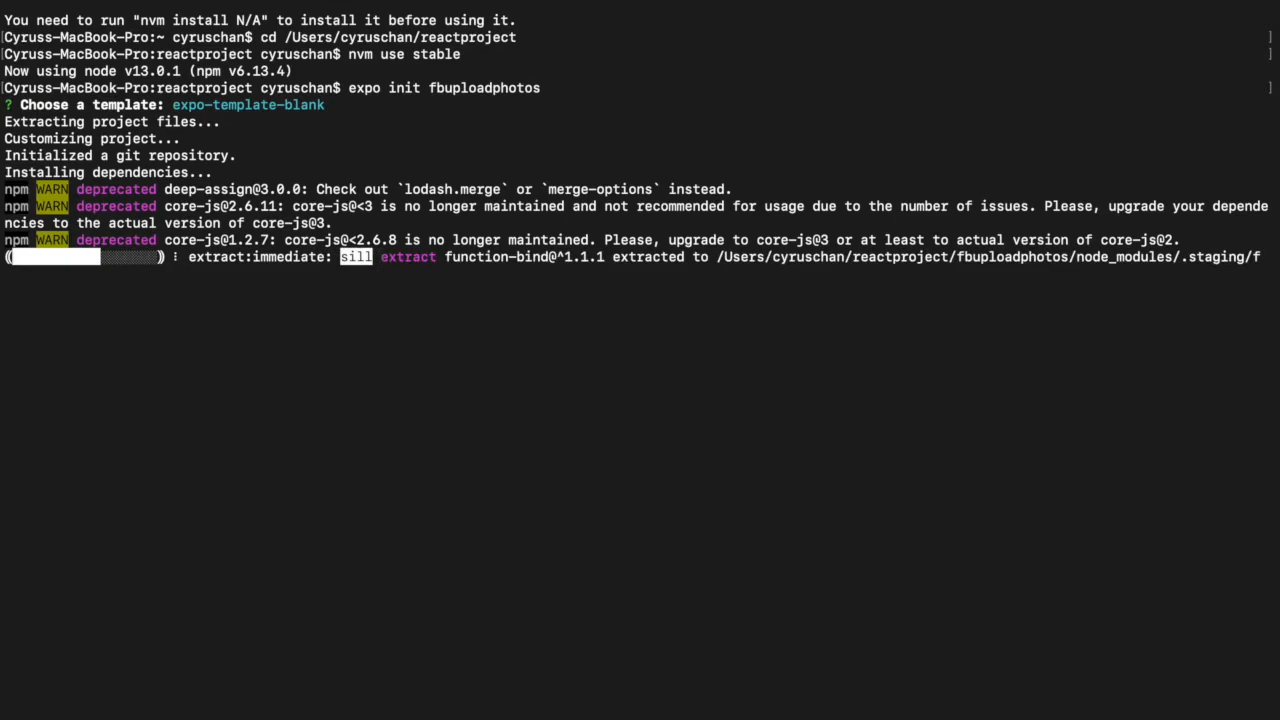 You need to run "nvm install N/A" to install it before using it.
[Cyruss-MacBook-Pro:~ cyruschan$ cd /Users/cyruschan/reactproject ]
[Cyruss-MacBook-Pro:reactproject cyruschan$ nvm use stable ]
Now using node v13.0.1 (npm v6.13.4)
[Cyruss-MacBook-Pro:reactproject cyruschan$ expo init fbuploadphotos ]
? Choose a template: expo-template-blank
Extracting project files...
Customizing project...
Initialized a git repository.
Installing dependencies...
npm WARN deprecated deep-assign@3.0.0: Check out `lodash.merge` or `merge-options` instead.
npm WARN deprecated core-js@2.6.11: core-js@<3 is no longer maintained and not recommended for usage due to the number of issues. Please, upgrade your depende
ncies to the actual version of core-js@3.
npm WARN deprecated core-js@1.2.7: core-js@<2.6.8 is no longer maintained. Please, upgrade to core-js@3 or at least to actual version of core-js@2.
(░░░░░░) ⸽ extract:immediate: sill extract function-bind@^1.1.1 extracted to /Users/cyruschan/reactproject/fbuploadphotos/node_modules/.staging/f